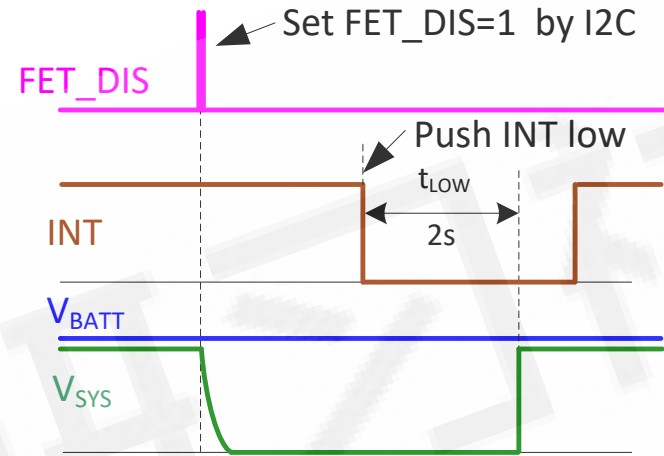 Set FET_DIS=1 by I2C
FET_DIS
Push INT low
tLOW
INT
2s
VBATT
VSYS